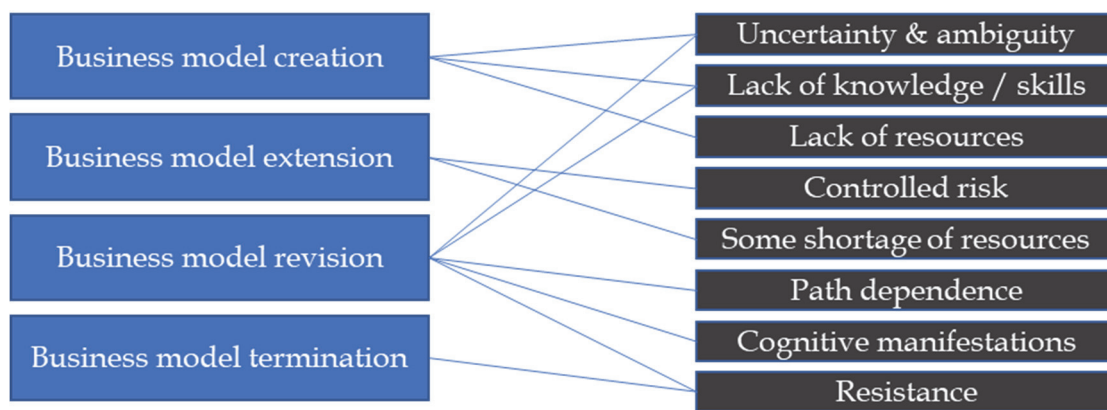 Business model creation
Business model extension
Business model revision
Business model termination
Uncertainty & ambiguity
Lack of knowledge / skills
Lack of resources
Controlled risk
Some shortage of resources
Path dependence
Cognitive manifestations
Resistance